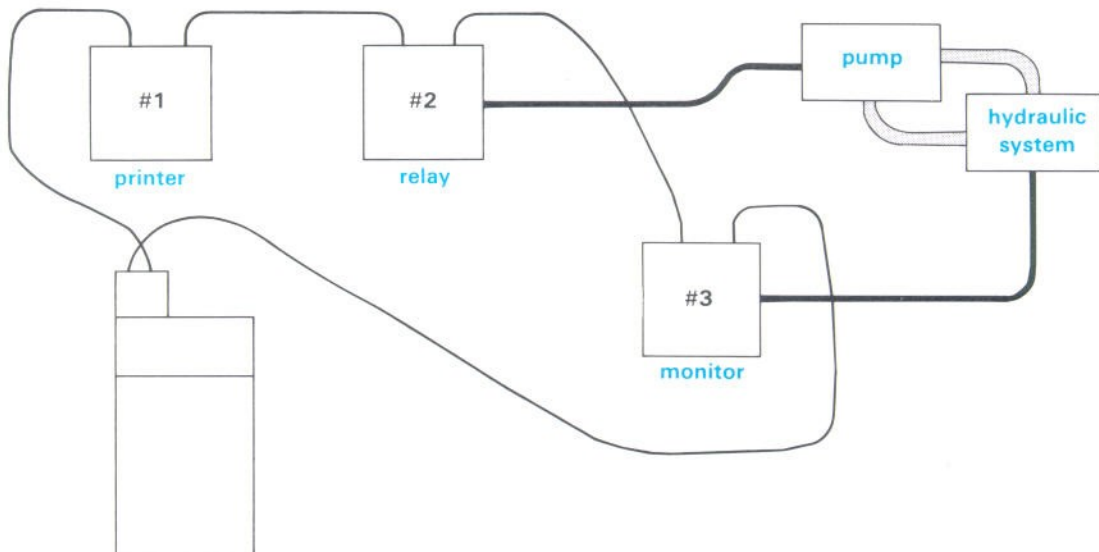 #1
printer
#2
relay
pump
hydraulic
system
#3
monitor